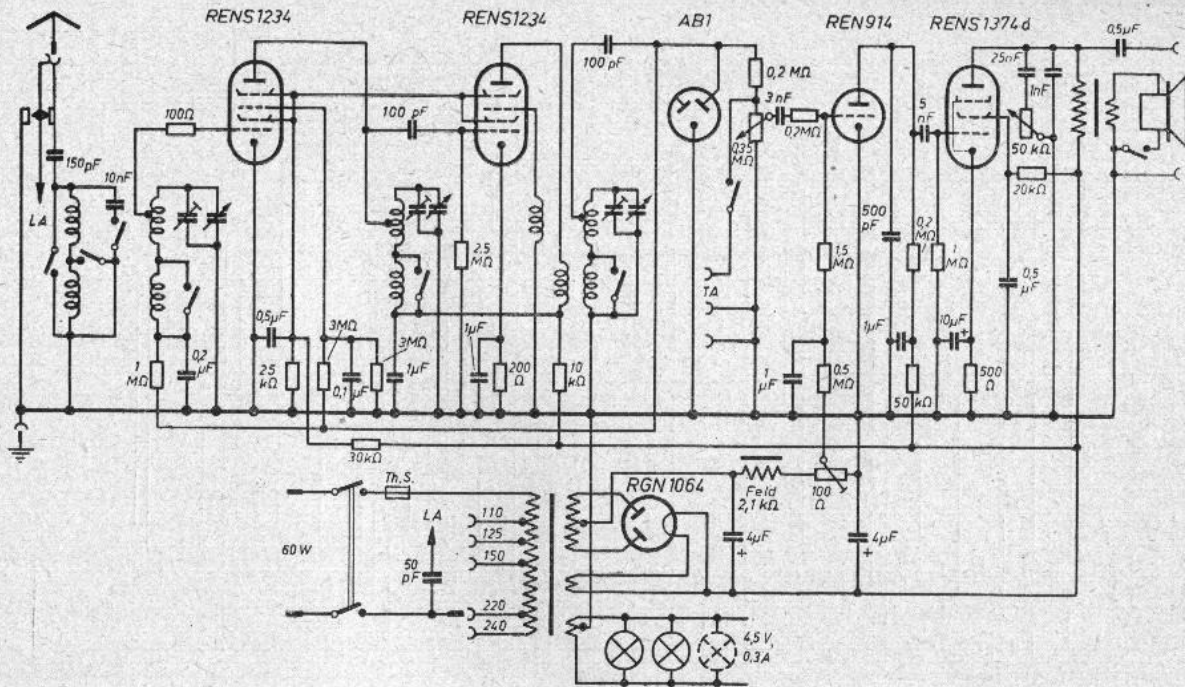 RENS1234
RENS1234
AB1
REN914
RENS1374d
0,5µF
100 pF
25nF
1nF
0,2 MΩ
3 nF
0,2MΩ
5
nF
100Ω
100 pF
0,35
MΩ
50 kΩ
150pF
10nF
20kΩ
LA
500
pF
2,5
MΩ
1,5
MΩ
0,2
MΩ
1
MΩ
TA
0,5
µF
0,5µF
3MΩ
3MΩ
1µF
1µF
10µF
+
1
MΩ
0,2
µF
25
kΩ
0,1
µF
1µF
200
Ω
10
kΩ
1
µF
0,5
MΩ
50 kΩ
500
Ω
30kΩ
Th.S.
RGN1064
Feld
2,1 kΩ
100
Ω
LA
110
125
150
60W
50
pF
4µF
+
4µF
+
220
240
4,5 V,
0,3A